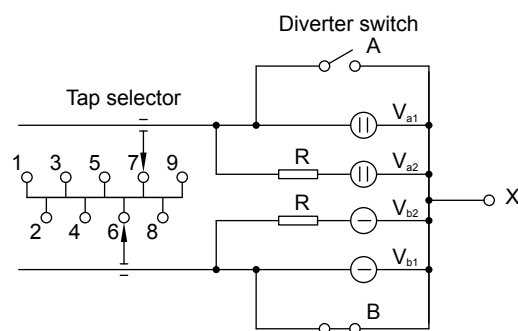 Diverter switch
A
Tap selector
V_a1
1 3 5 7 9
R V_a2
X
R V_b2
2 4 6 8
V_b1
B